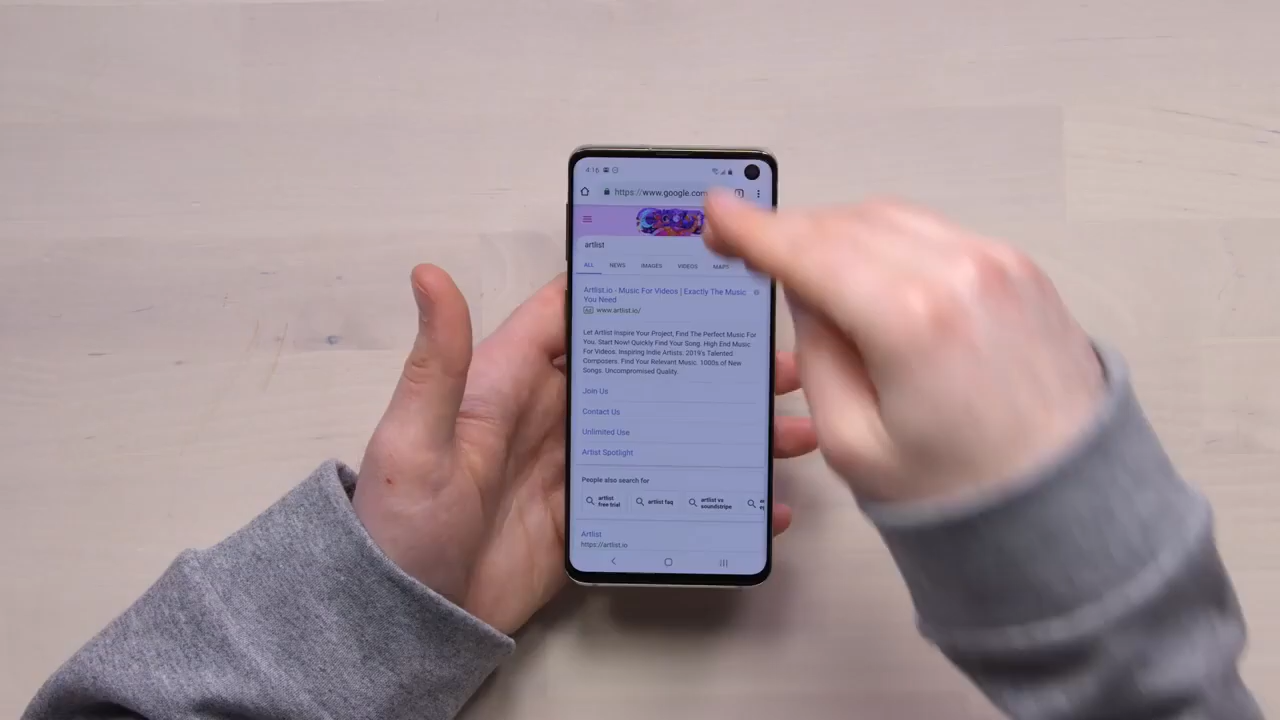 4:16
https://www.google.com
artlist
ALL NEWS IMAGES VIDEOS MAPS
Artlist.io - Music For Videos | Exactly The Music
You Need
Ad www.artlist.io/
Let Artlist Inspire Your Project, Find The Perfect Music For
You. Start Now! Quickly Find Your Song. High End Music
For Videos. Inspiring Indie Artists. 2019's Talented
Composers. Find Your Relevant Music. 1000s of New
Songs. Uncompromised Quality.
Join Us
Contact Us
Unlimited Use
Artist Spotlight
People also search for
artlist
free trial
artlist faq
artlist vs
soundstripe
Artlist
https://artlist.io